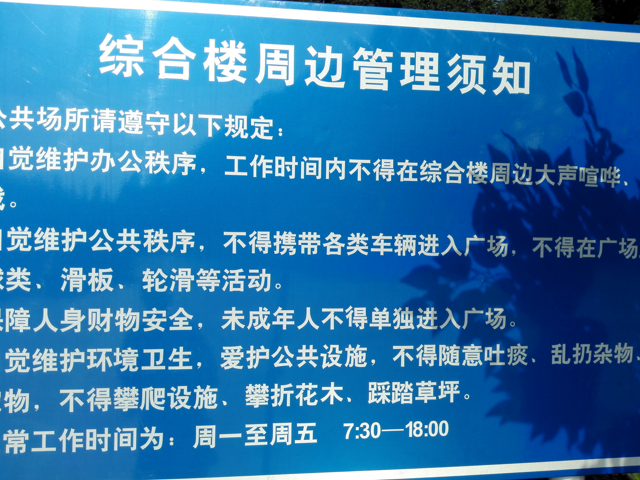 综合楼周边管理须知
公共场所请遵守以下规定：
自觉维护办公秩序，工作时间内不得在综合楼周边大声喧哗、
。
自觉维护公共秩序，不得携带各类车辆进入广场，不得在广场
球类、滑板、轮滑等活动。
保障人身财物安全，未成年人不得单独进入广场。
自觉维护环境卫生，爱护公共设施，不得随意吐痰、乱扔杂物、
物，不得攀爬设施、攀折花木、踩踏草坪。
常工作时间为：周一至周五 7:30—18:00